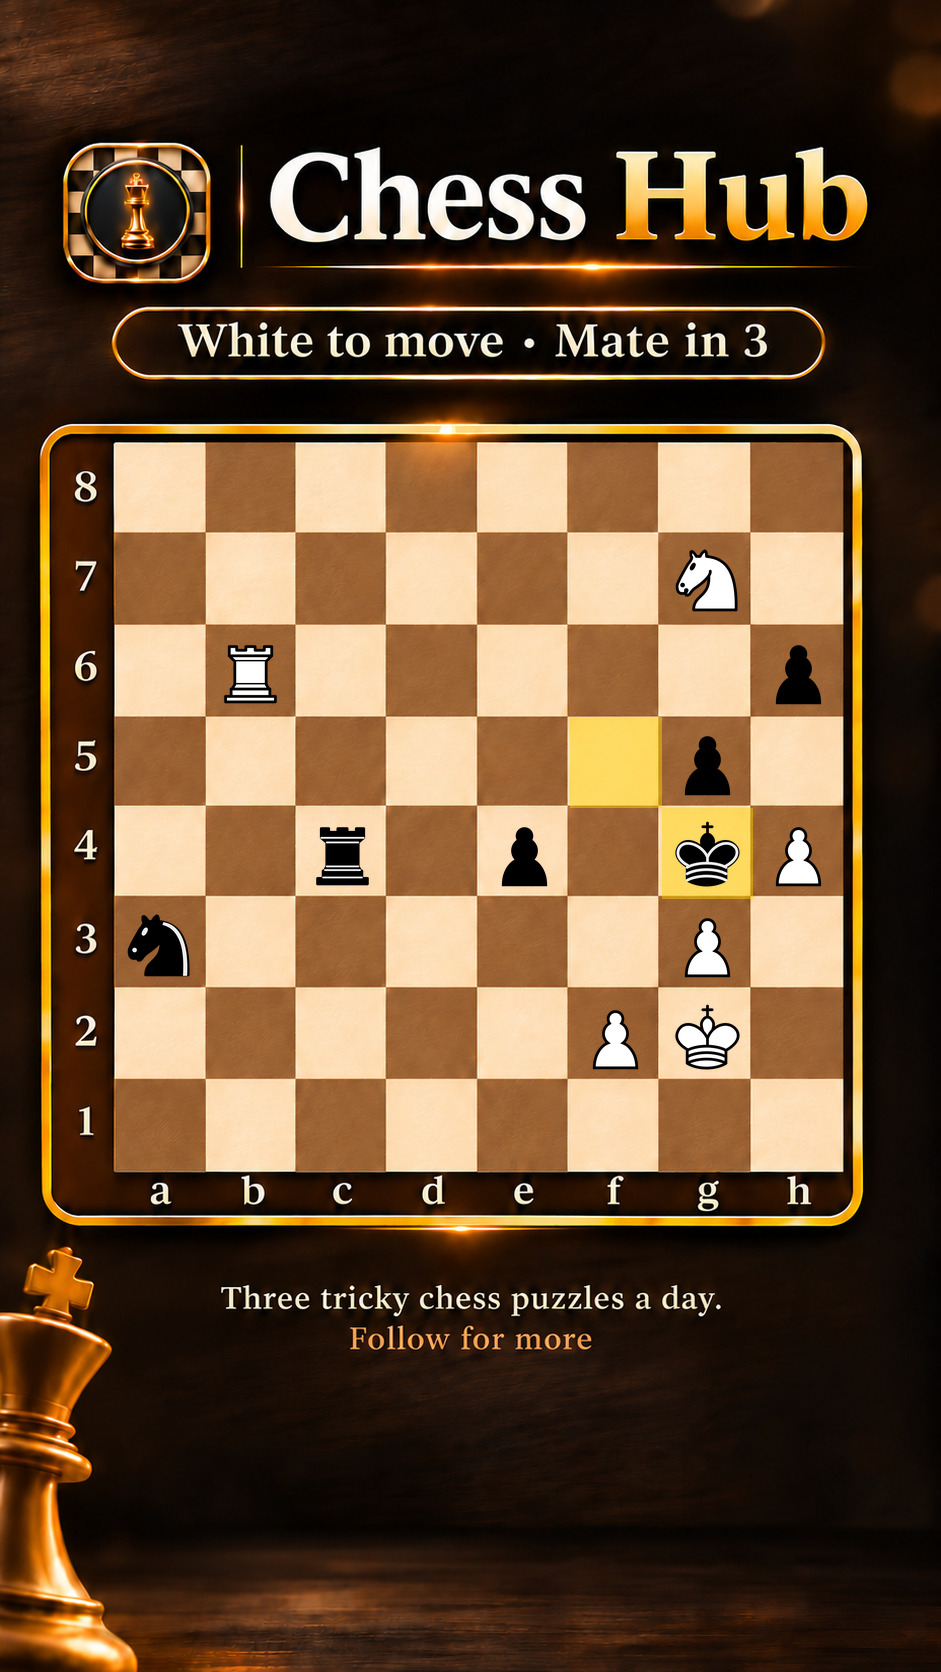 Chess Hub
White to move • Mate in 3
8
7
6
5
4
3
2
1
a b c d e f g h
Three tricky chess puzzles a day.
Follow for more